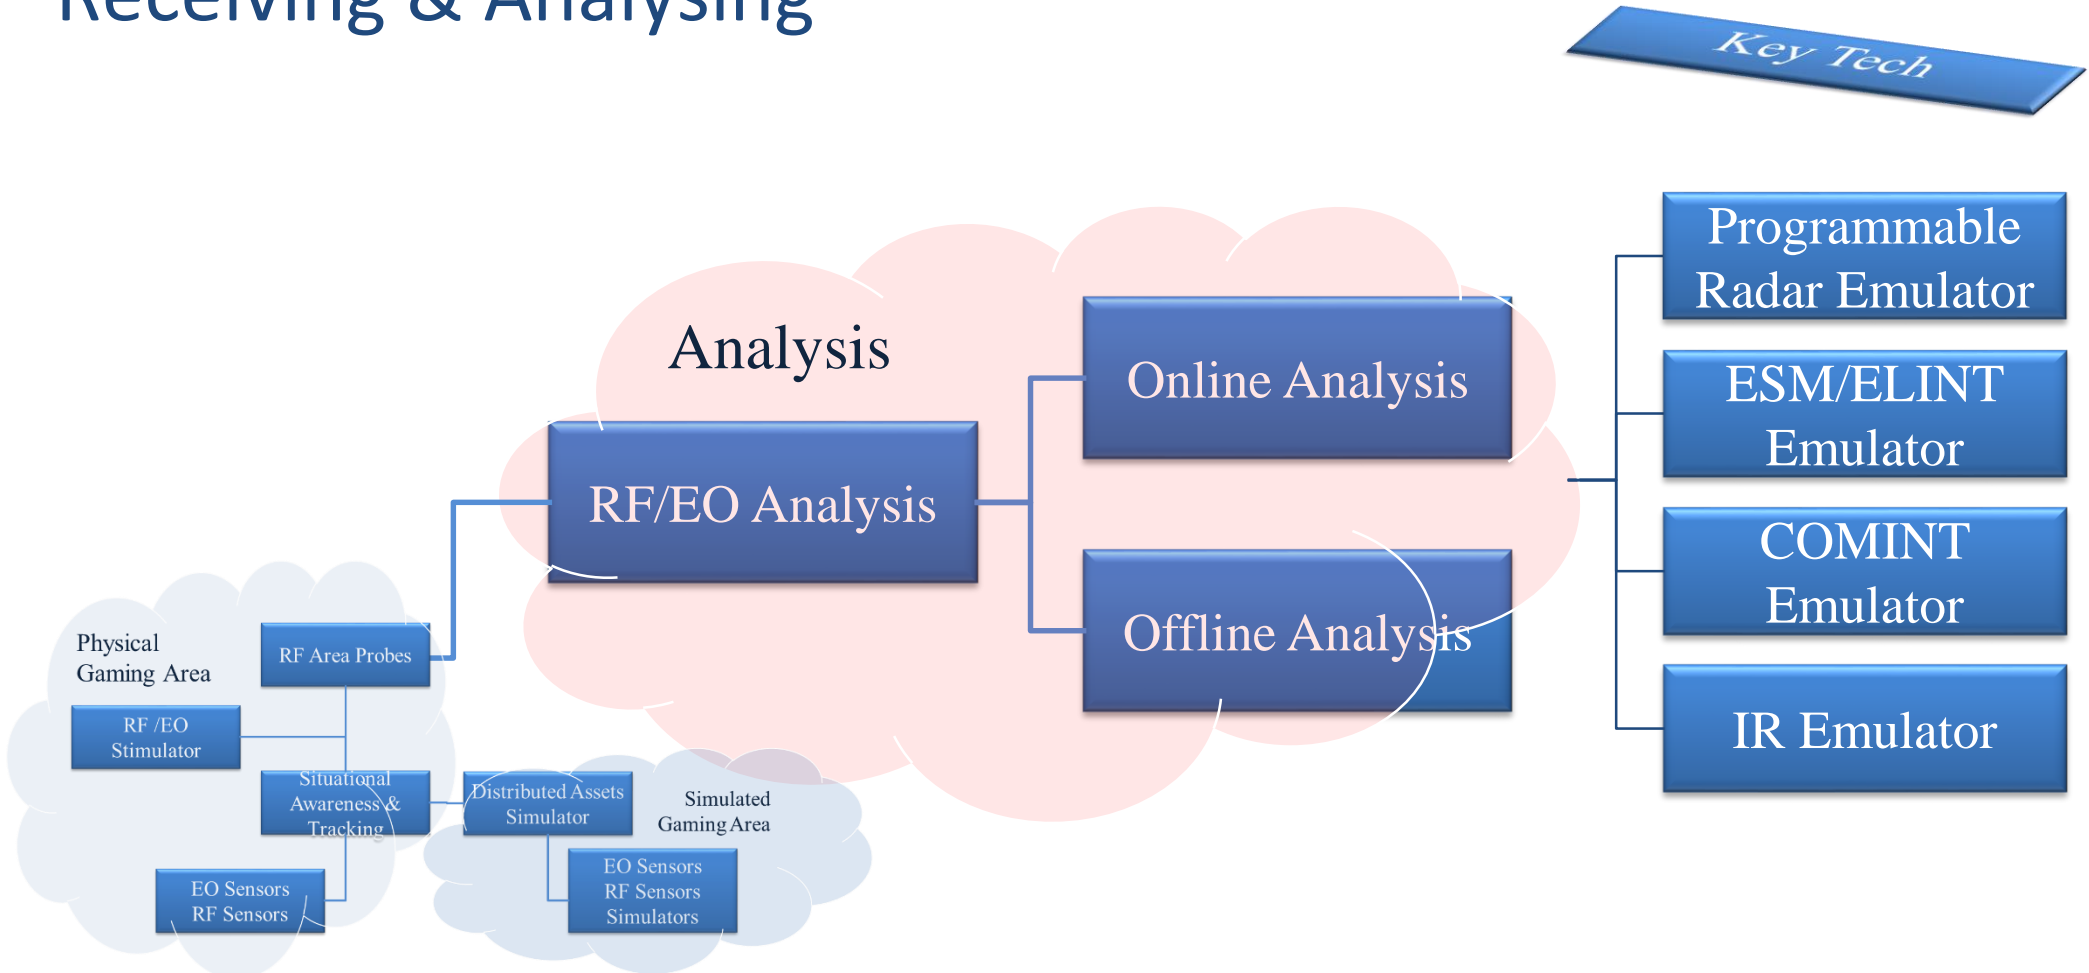 Receiving & Analysing
Key Tech
Programmable
Radar Emulator
ESM/ELINT
Emulator
COMINT
Emulator
IR Emulator
Analysis
Online Analysis
RF/EO Analysis
Offline Analysis
Physical
Gaming Area
RF Area Probes
RF /EO
Stimulator
Situational
Awareness &
Tracking
EO Sensors
RF Sensors
Distributed Assets
Simulator
Simulated
Gaming Area
EO Sensors
RF Sensors
Simulators